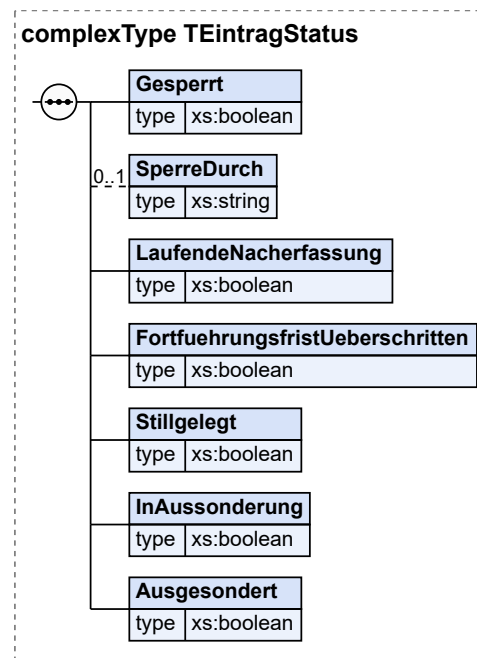 complexType TEintragStatus
Gesperrt
type xs:boolean
0..1
SperreDurch
type xs:string
LaufendeNacherfassung
type xs:boolean
FortfuehrungsfristUeberschritten
type xs:boolean
Stillgelegt
type xs:boolean
InAussonderung
type xs:boolean
Ausgesondert
type xs:boolean